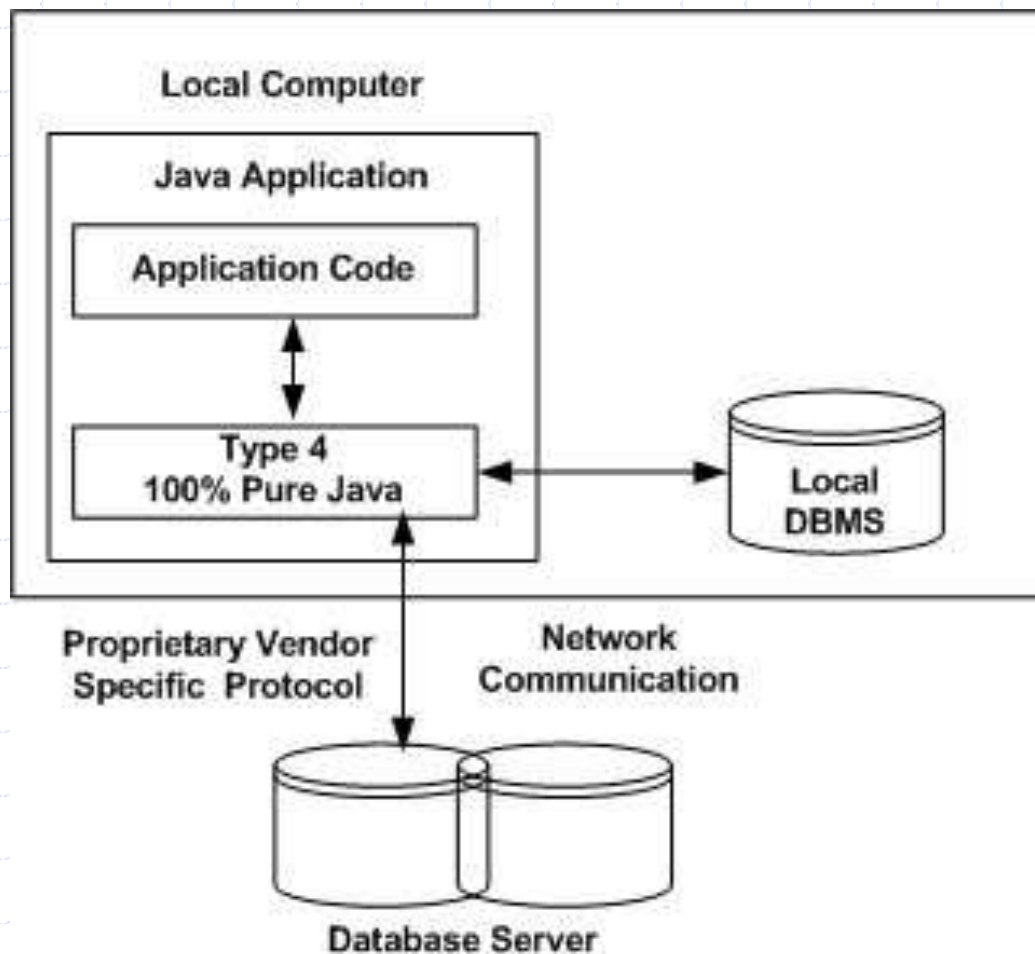 Local Computer
Java Application
Application Code
Type 4
100% Pure Java
Local
DBMS
Proprietary Vendor
Specific Protocol
Network
Communication
Database Server